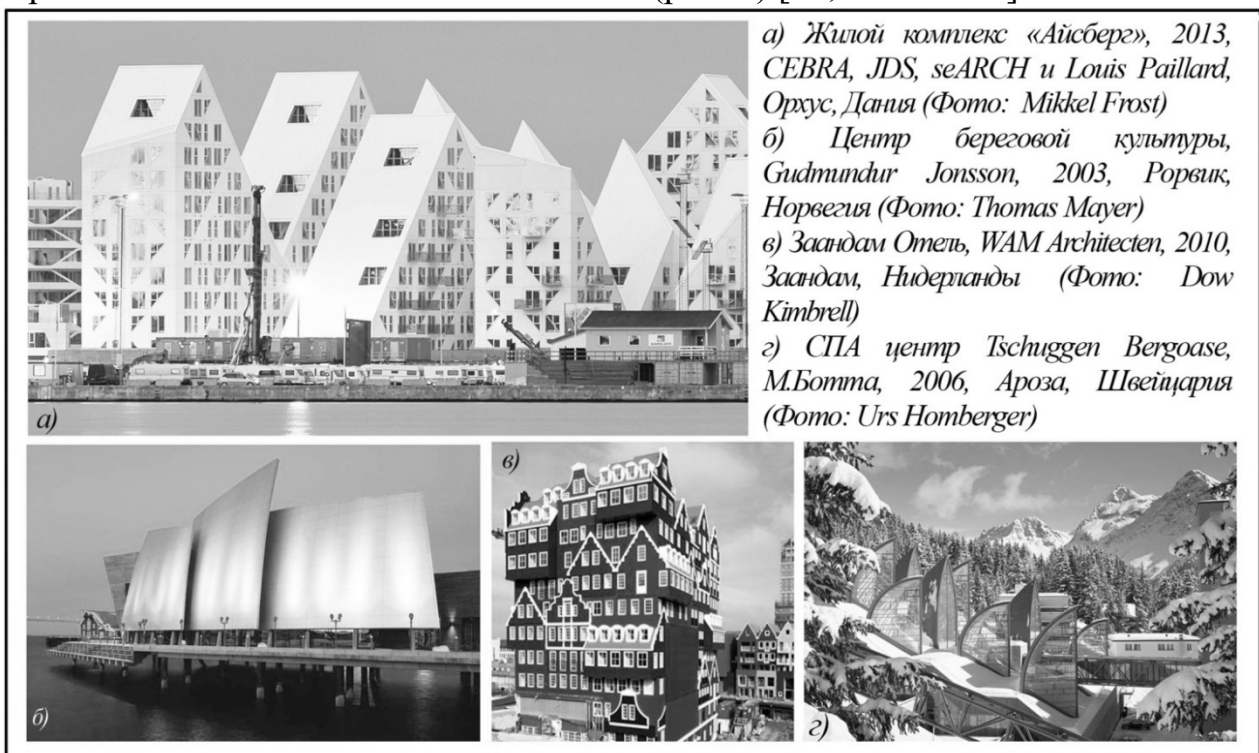 а) Жилой комплекс «Айсберг», 2013,
CEBRA, JDS, seARCH и Louis Paillard,
Орхус, Дания (Фото: Mikkel Frost)
б) Центр береговой культуры,
Gudmundur Jonsson, 2003, Рорвик,
Норвегия (Фото: Thomas Mayer)
в) Заандам Отель, WAM Architecten, 2010,
Заандам, Нидерланды (Фото: Dow
Kimbrell)
г) СПА центр Tschuggen Bergoase,
М.Ботта, 2006, Ароза, Швейцария
(Фото: Urs Homberger)
а)
б)
в)
г)